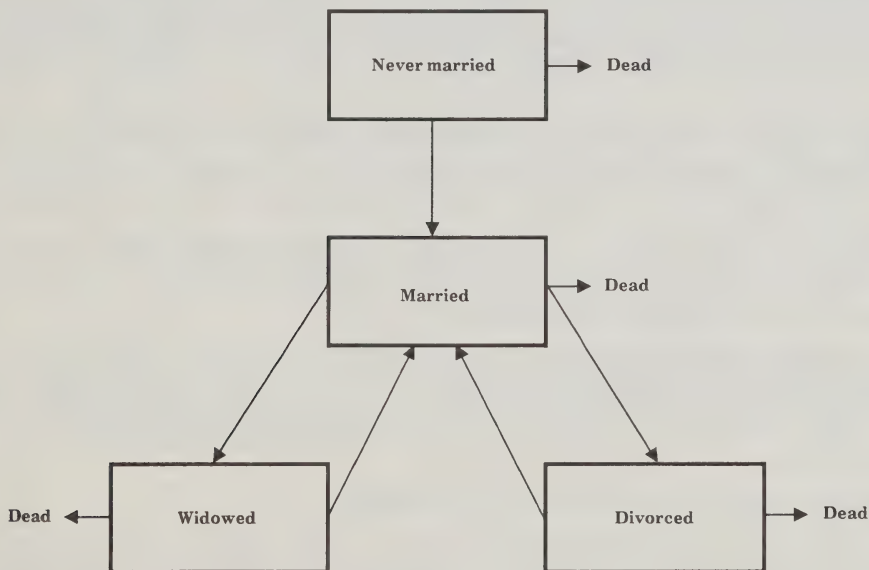 Never married
Dead
Married
Dead
Dead
Widowed
Divorced
Dead